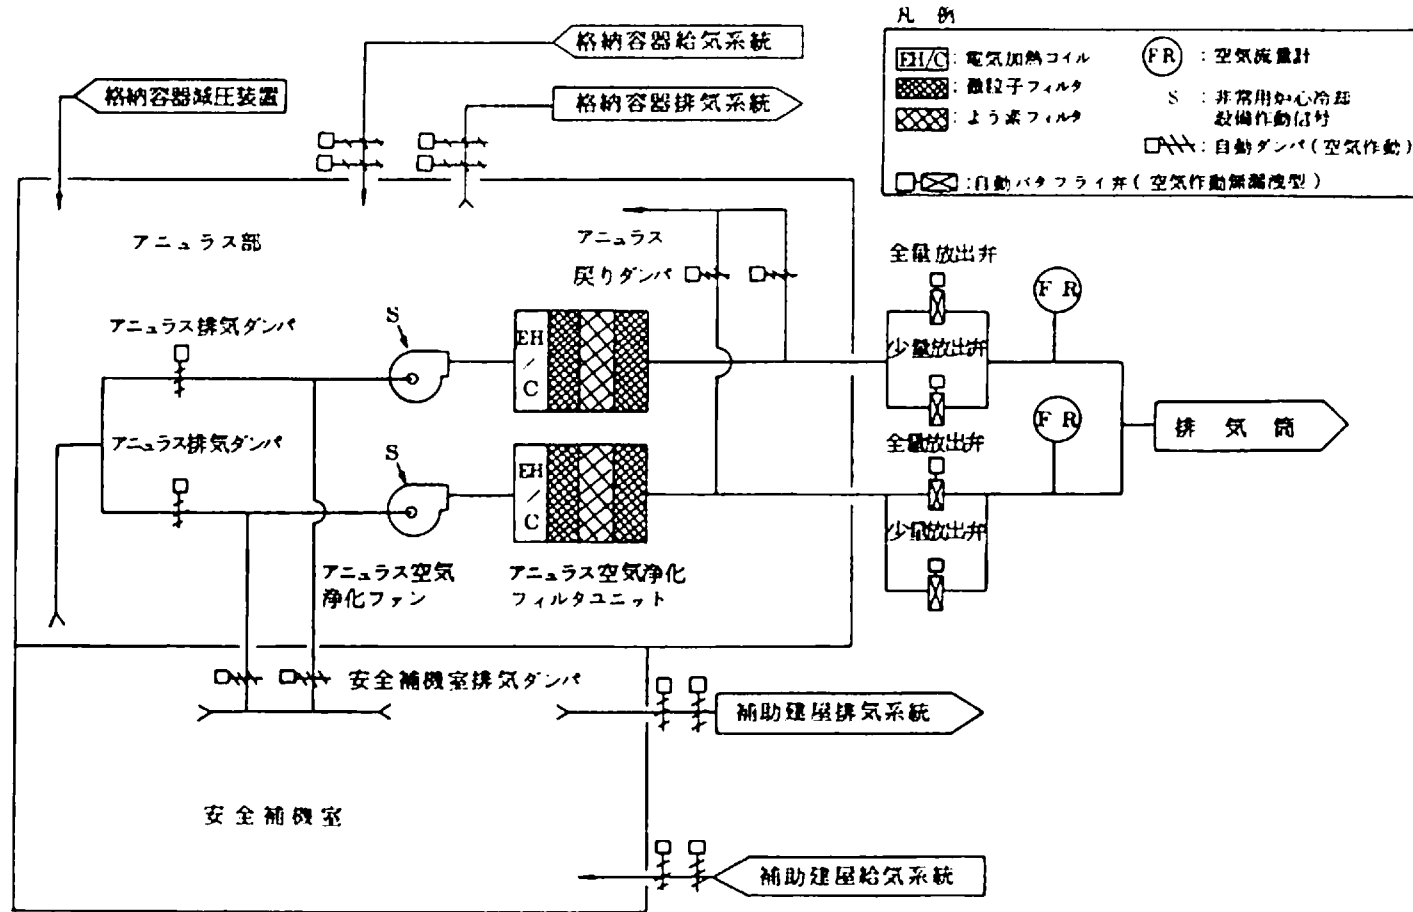 凡例
EH/C:電気加熱コイル
微粒子フィルタ
よう素フィルタ
FR:空気流量計
S:非常用炉心冷却
設備作動信号
自動ダンパ(空気作動)
自動バタフライ弁(空気作動無漏洩型)
格納容器給気系統
格納容器減圧装置
格納容器排気系統
アニュラス部
アニュラス
戻りダンパ
全量放出弁
FR
アニュラス排気ダンパ
S
EH/C
少量放出弁
アニュラス排気ダンパ
S
EH/C
全量放出弁
FR
排気筒
少量放出弁
アニュラス空気
浄化ファン
アニュラス空気浄化
フィルタユニット
安全補機室排気ダンパ
補助建屋排気系統
安全補機室
補助建屋給気系統